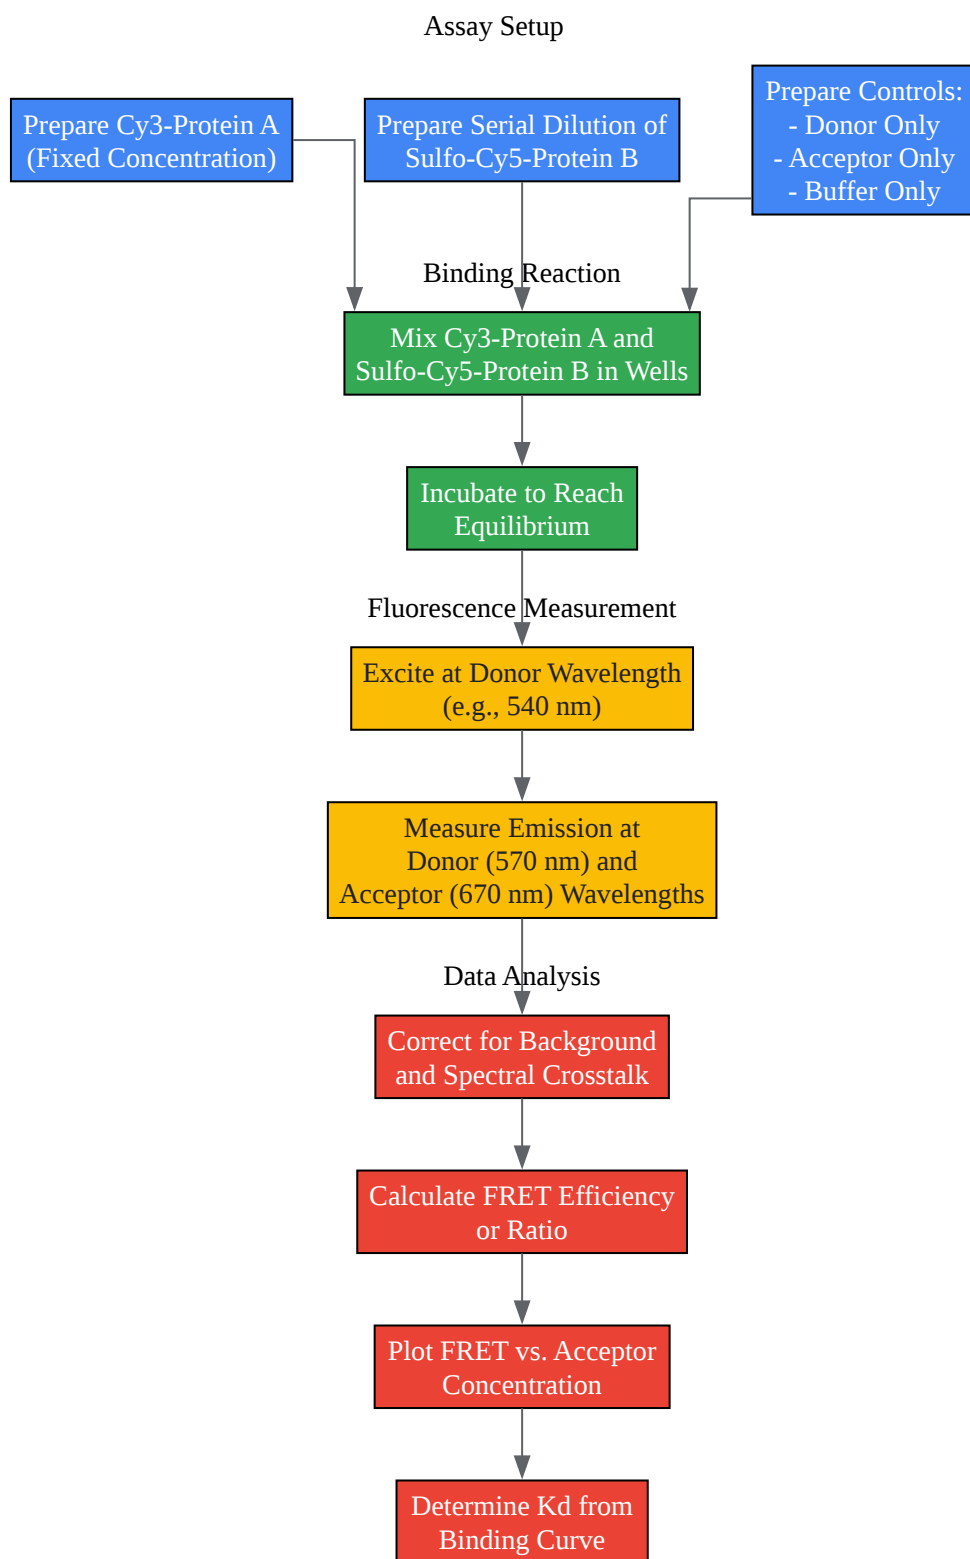 Assay Setup
Prepare Cy3-Protein A
(Fixed Concentration)
Prepare Serial Dilution of
Sulfo-Cy5-Protein B
Prepare Controls:
- Donor Only
- Acceptor Only
- Buffer Only
Binding Reaction
Mix Cy3-Protein A and
Sulfo-Cy5-Protein B in Wells
Incubate to Reach
Equilibrium
Fluorescence Measurement
Excite at Donor Wavelength
(e.g., 540 nm)
Measure Emission at
Donor (570 nm) and
Acceptor (670 nm) Wavelengths
Data Analysis
Correct for Background
and Spectral Crosstalk
Calculate FRET Efficiency
or Ratio
Plot FRET vs. Acceptor
Concentration
Determine Kd from
Binding Curve